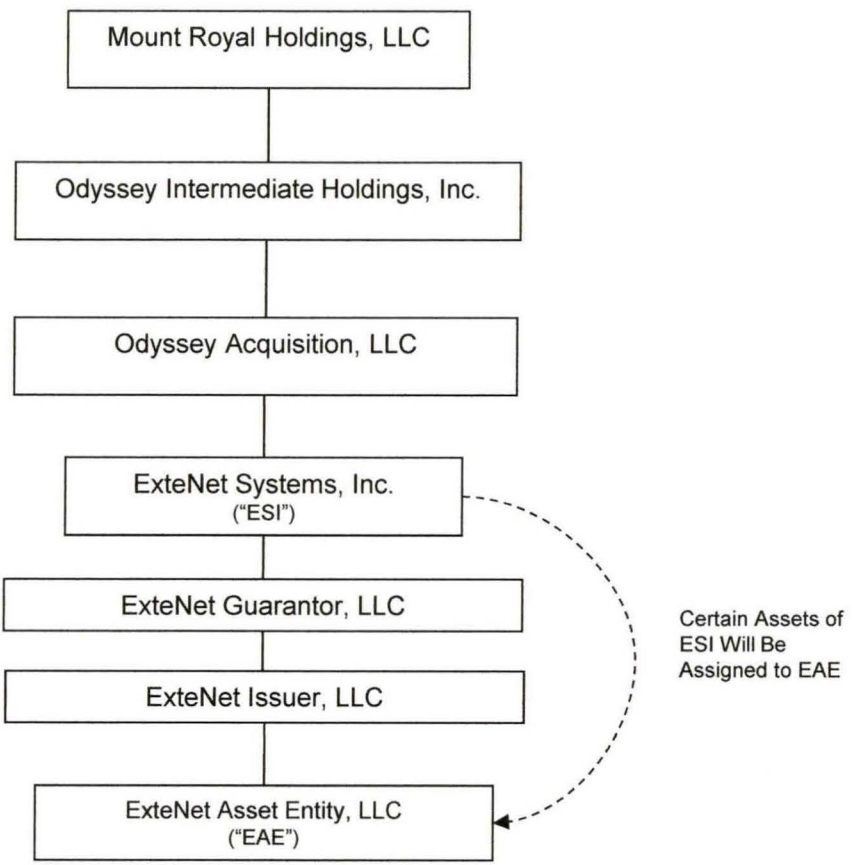 Mount Royal Holdings, LLC
Odyssey Intermediate Holdings, Inc.
Odyssey Acquisition, LLC
ExteNet Systems, Inc.
(“ESI”)
ExteNet Guarantor, LLC
ExteNet Issuer, LLC
ExteNet Asset Entity, LLC
(“EAE”)
Certain Assets of
ESI Will Be
Assigned to EAE